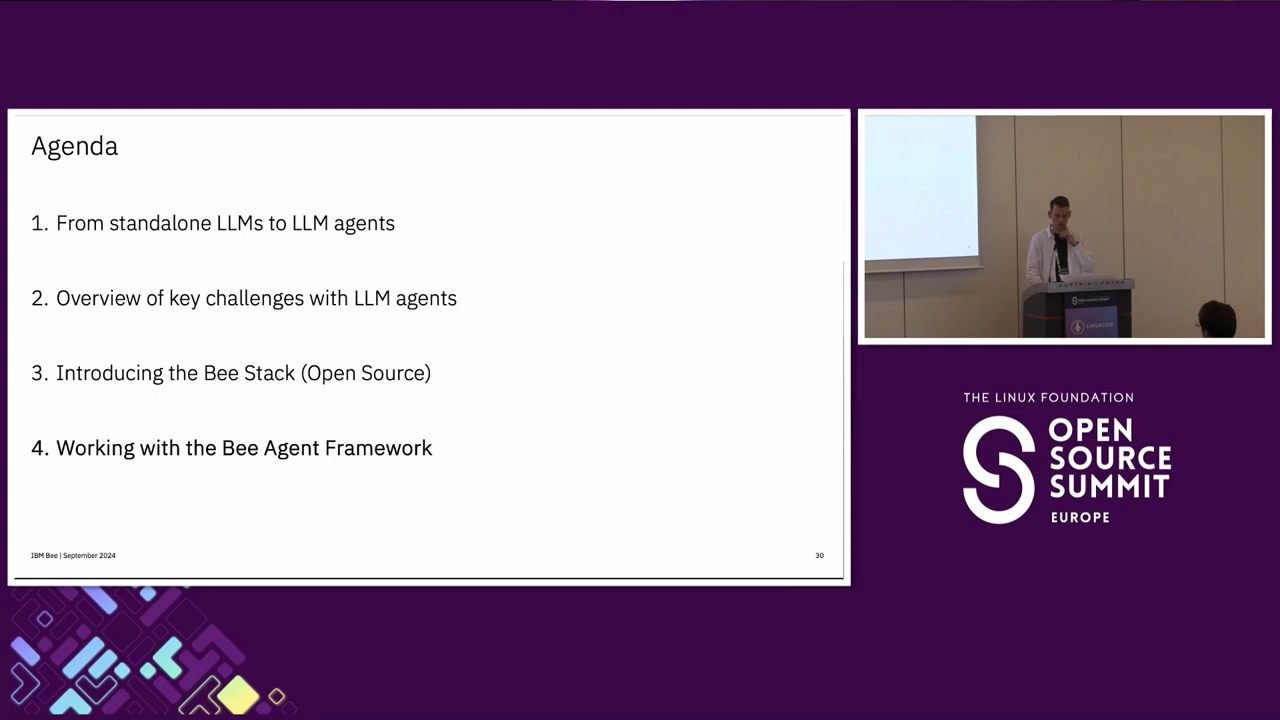 Agenda
1. From standalone LLMs to LLM agents
2. Overview of key challenges with LLM agents
3. Introducing the Bee Stack (Open Source)
4. Working with the Bee Agent Framework
IBM Bee | September 2024
30
THE LINUX FOUNDATION
OPEN
SOURCE
SUMMIT
EUROPE
LINUXCON